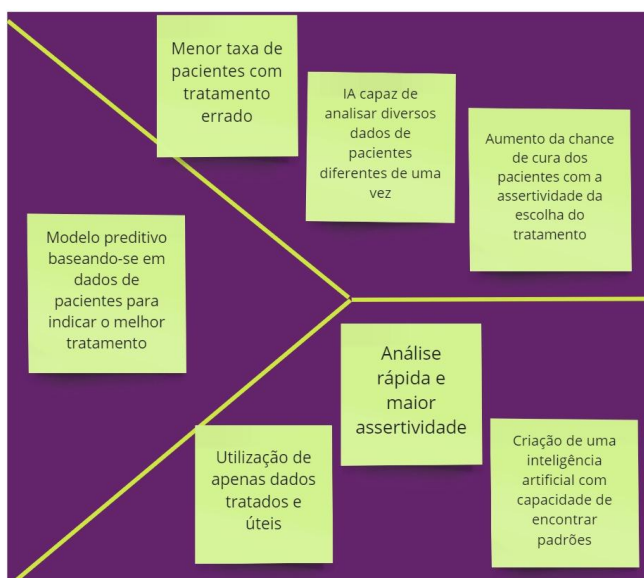 Menor taxa de
pacientes com
tratamento
errado
IA capaz de
analisar diversos
dados de
pacientes
diferentes de uma
vez
Aumento da chance
de cura dos
pacientes com a
assertividade da
escolha do
tratamento
Modelo preditivo
baseando-se em
dados de
pacientes para
indicar o melhor
tratamento
Análise
rápida e
maior
assertividade
Utilização de
apenas dados
tratados e
úteis
Criação de uma
inteligência
artificial com
capacidade de
encontrar
padrões